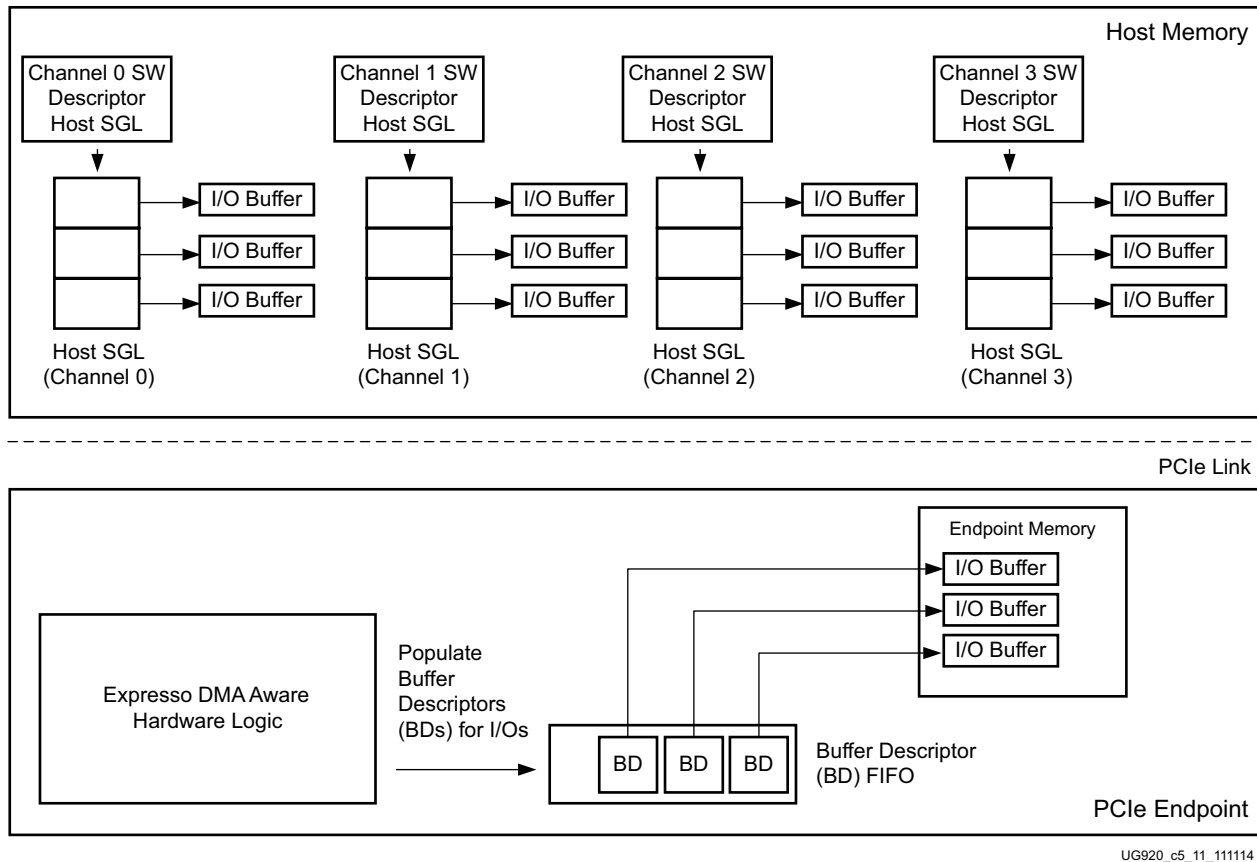 Host Memory
Channel 0 SW
Descriptor
Host SGL
Channel 1 SW
Descriptor
Host SGL
Channel 2 SW
Descriptor
Host SGL
Channel 3 SW
Descriptor
Host SGL
I/O Buffer
I/O Buffer
I/O Buffer
I/O Buffer
I/O Buffer
I/O Buffer
I/O Buffer
I/O Buffer
I/O Buffer
I/O Buffer
I/O Buffer
I/O Buffer
Host SGL
(Channel 0)
Host SGL
(Channel 1)
Host SGL
(Channel 2)
Host SGL
(Channel 3)
PCIe Link
Endpoint Memory
I/O Buffer
I/O Buffer
I/O Buffer
Expresso DMA Aware
Hardware Logic
Populate
Buffer
Descriptors
(BDs) for I/Os
BD
BD
BD
Buffer Descriptor
(BD) FIFO
PCIe Endpoint
UG920_c5_11_111114